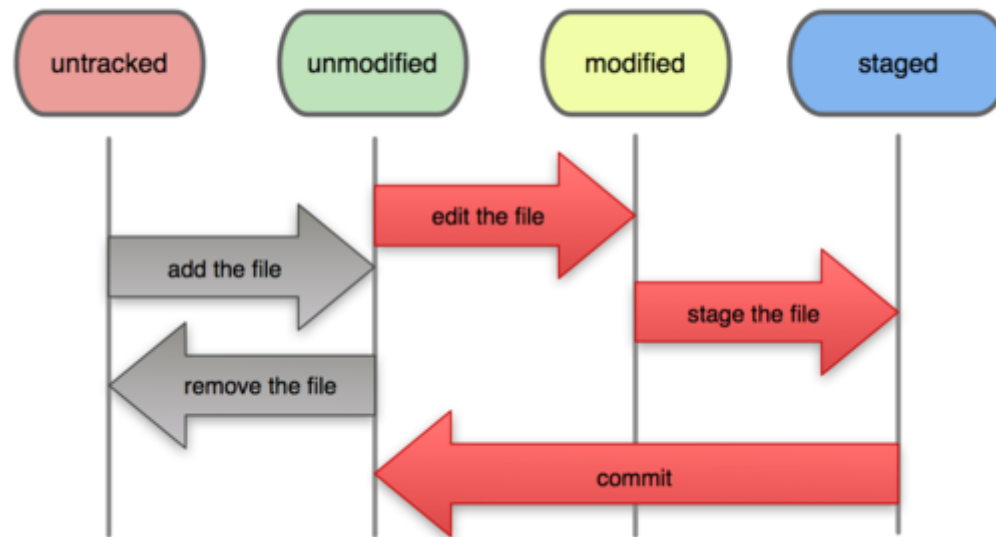 untracked
unmodified
modified
staged
edit the file
add the file
stage the file
remove the file
commit